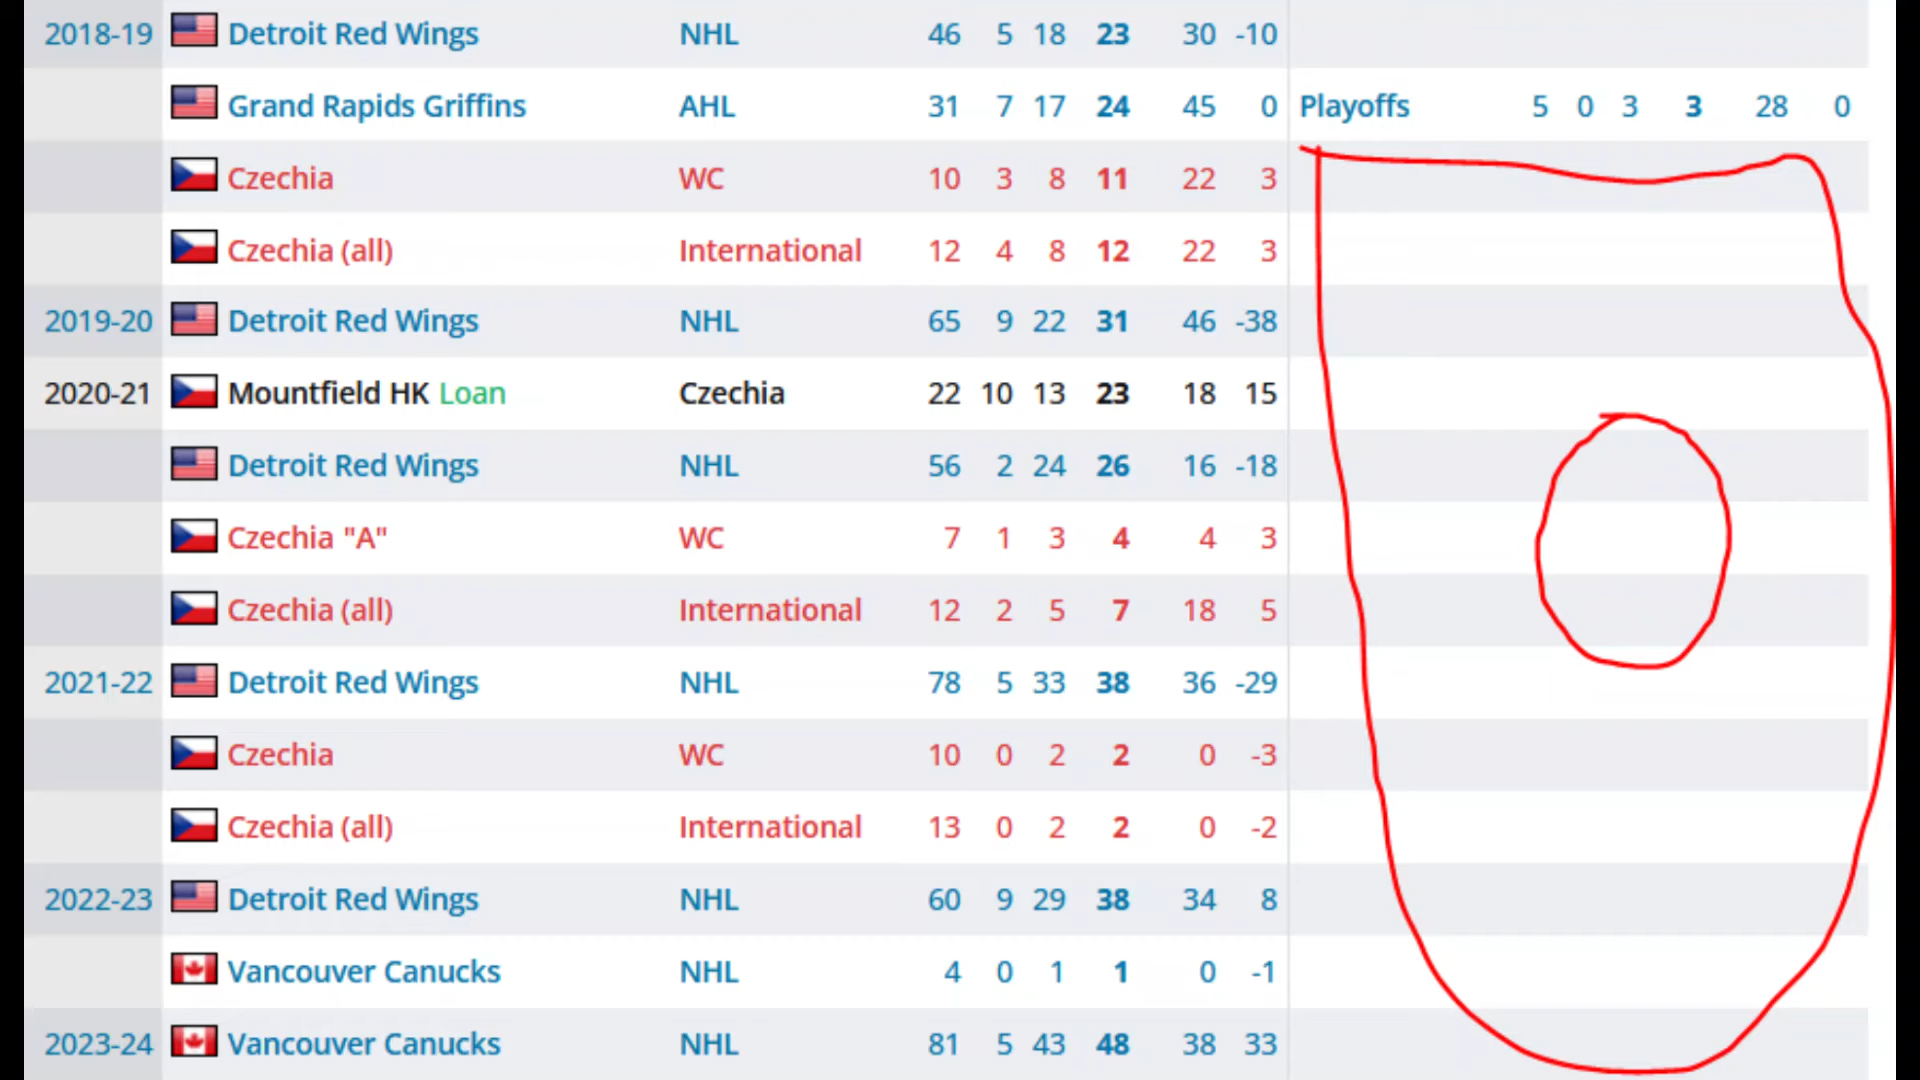 2018-19 Detroit Red Wings NHL 46 5 18 23 30 -10
Grand Rapids Griffins AHL 31 7 17 24 45 0 Playoffs 5 0 3 3 28 0
Czechia WC 10 3 8 11 22 3
Czechia (all) International 12 4 8 12 22 3
2019-20 Detroit Red Wings NHL 65 9 22 31 46 -38
2020-21 Mountfield HK Loan Czechia 22 10 13 23 18 15
Detroit Red Wings NHL 56 2 24 26 16 -18
Czechia "A" WC 7 1 3 4 4 3
Czechia (all) International 12 2 5 7 18 5
2021-22 Detroit Red Wings NHL 78 5 33 38 36 -29
Czechia WC 10 0 2 2 0 -3
Czechia (all) International 13 0 2 2 0 -2
2022-23 Detroit Red Wings NHL 60 9 29 38 34 8
Vancouver Canucks NHL 4 0 1 1 0 -1
2023-24 Vancouver Canucks NHL 81 5 43 48 38 33